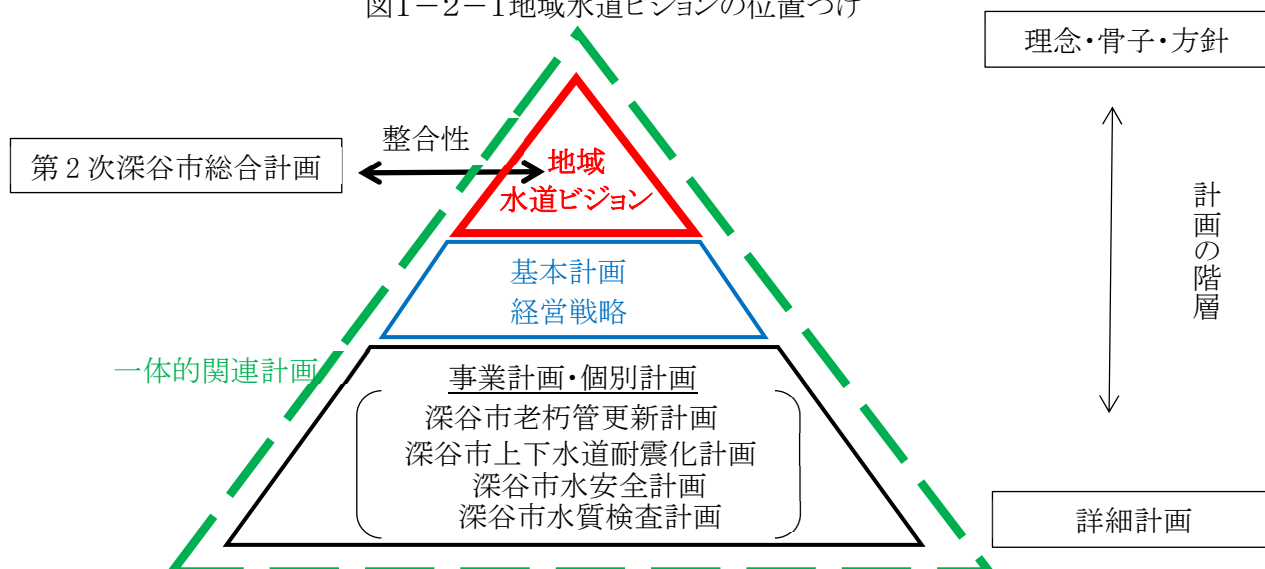 図1－2－1地域水道ビジョンの位置づけ
理念・骨子・方針
整合性
第2次深谷市総合計画
地域
水道ビジョン
計画の階層
基本計画
経営戦略
一体的関連計画
事業計画・個別計画
深谷市老朽管更新計画
深谷市上下水道耐震化計画
深谷市水安全計画
深谷市水質検査計画
詳細計画